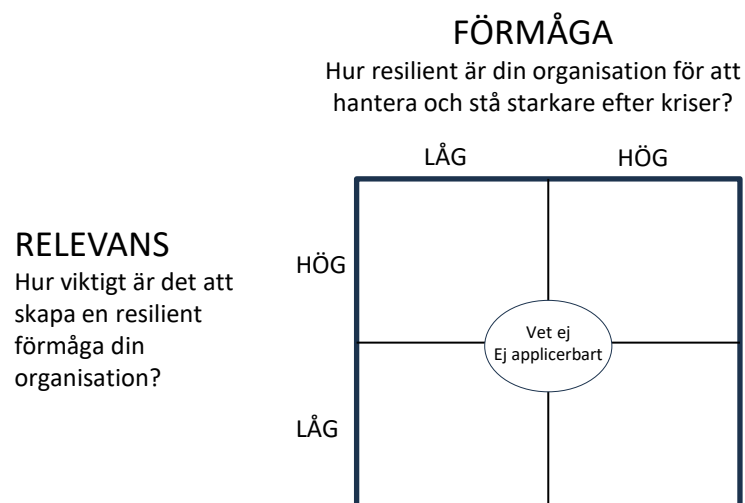 FÖRMÅGA
Hur resilient är din organisation för att
hantera och stå starkare efter kriser?
LÅG
HÖG
RELEVANS
Hur viktigt är det att
skapa en resilient
förmåga din
organisation?
HÖG
Vet ej
Ej applicerbart
LÅG